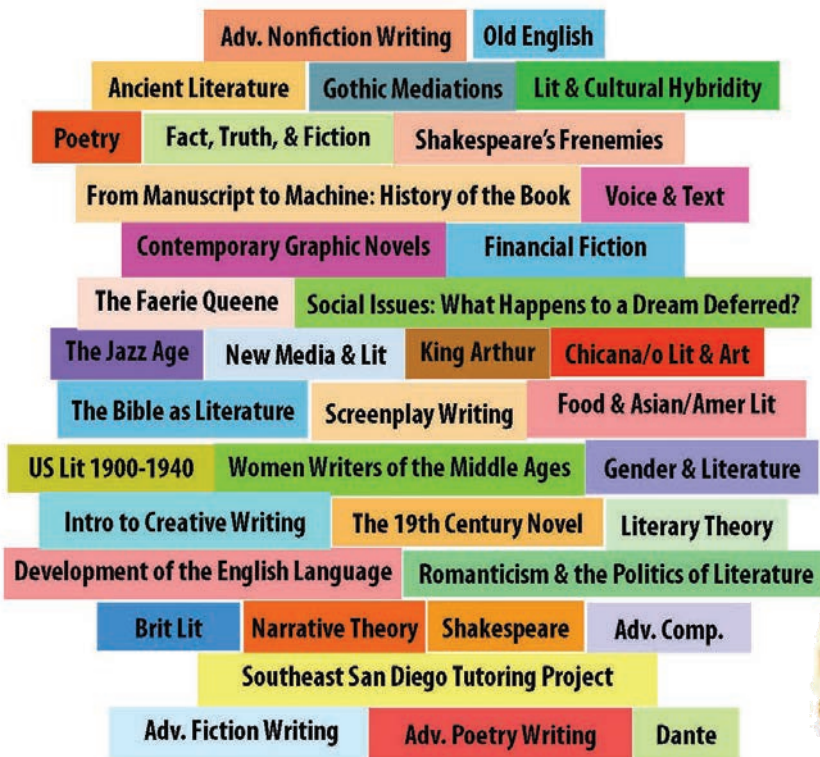 Adv. Nonfiction Writing Old English
Ancient Literature Gothic Mediations Lit & Cultural Hybridity
Poetry Fact, Truth, & Fiction Shakespeare's Frenemies
From Manuscript to Machine: History of the Book Voice & Text
Contemporary Graphic Novels Financial Fiction
The Faerie Queene Social Issues: What Happens to a Dream Deferred?
The Jazz Age New Media & Lit King Arthur Chicana/o Lit & Art
The Bible as Literature Screenplay Writing Food & Asian/Amer Lit
US Lit 1900-1940 Women Writers of the Middle Ages Gender & Literature
Intro to Creative Writing The 19th Century Novel Literary Theory
Development of the English Language Romanticism & the Politics of Literature
Brit Lit Narrative Theory Shakespeare Adv. Comp.
Southeast San Diego Tutoring Project
Adv. Fiction Writing Adv. Poetry Writing Dante